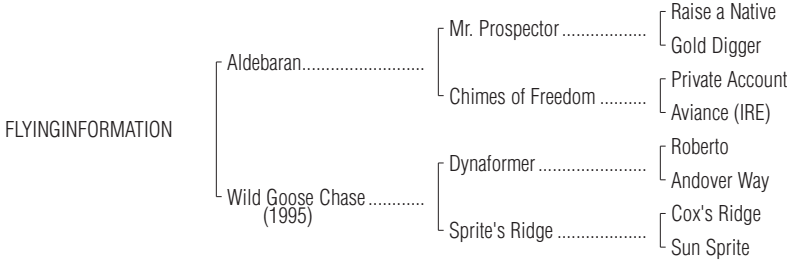 Raise a Native
Mr. Prospector
Gold Digger
Aldebaran
Private Account
Chimes of Freedom
Aviance (IRE)
FLYINGINFORMATION
Roberto
Dynaformer
Andover Way
Wild Goose Chase
(1995)
Cox's Ridge
Sprite's Ridge
Sun Sprite